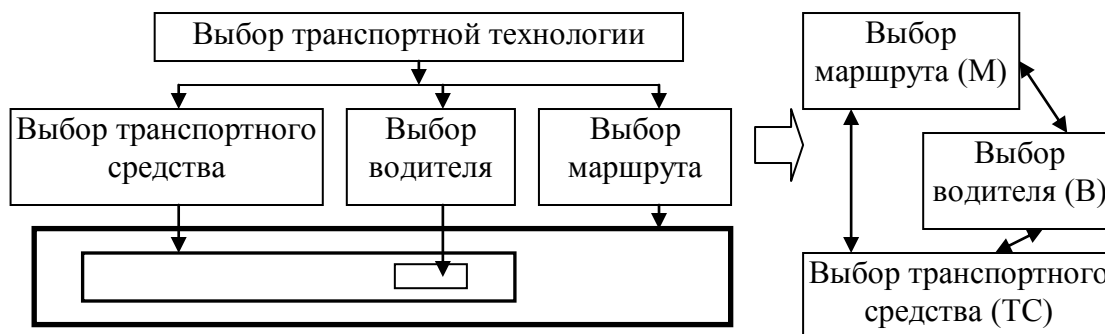 Выбор транспортной технологии
Выбор транспортного
средства
Выбор
водителя
Выбор
маршрута
Выбор
маршрута (М)
Выбор
водителя (В)
Выбор транспортного
средства (ТС)